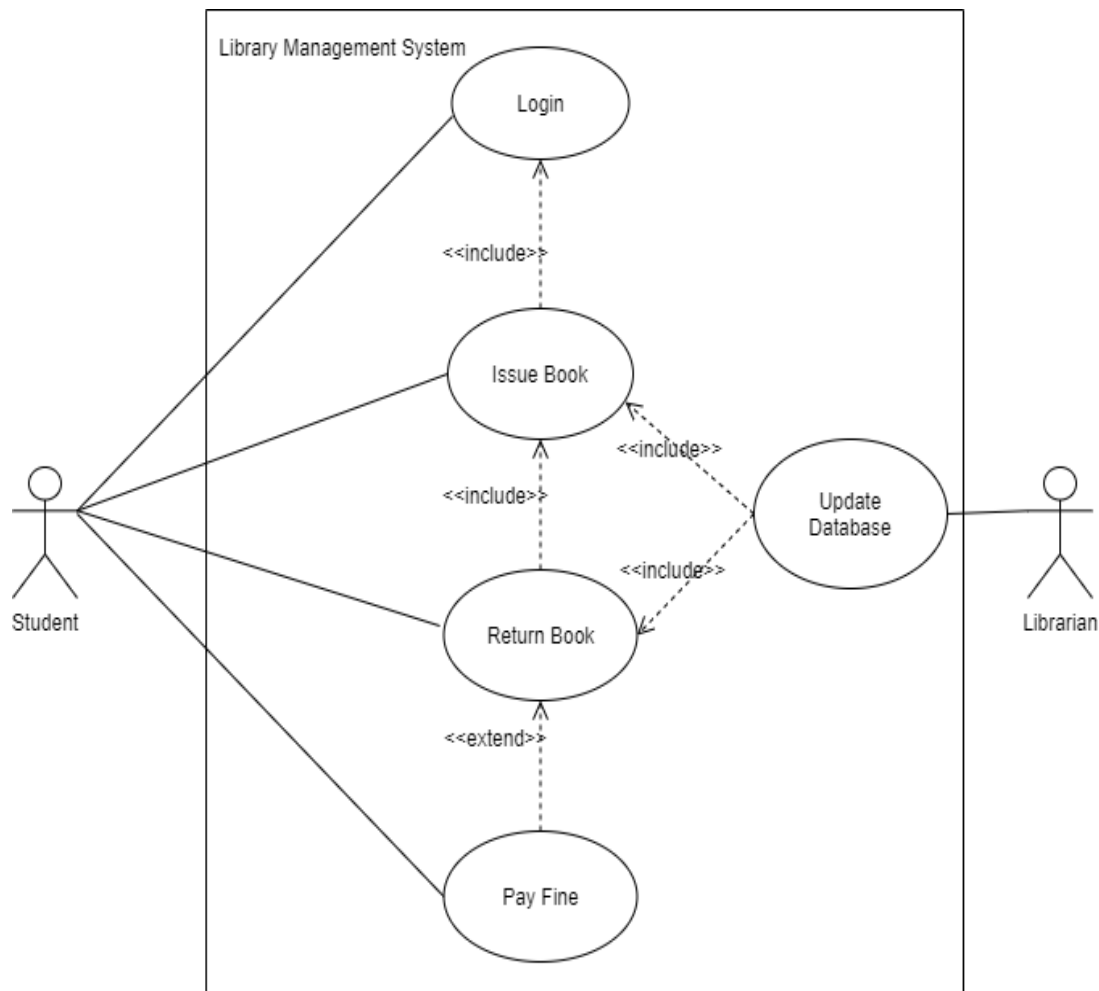 Library Management System
Login
<<include>>
Issue Book
<<include>>
<<include>>
Update
Database
<<include>>
Student
Librarian
Return Book
<<extend>>
Pay Fine